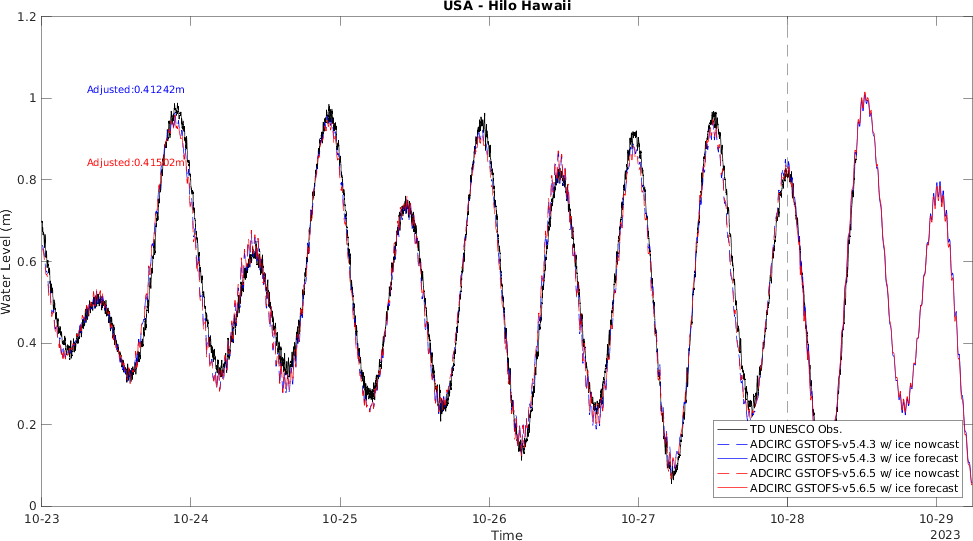 USA - Hilo Hawaii
1.2
1
0.8
0.6
0.4
0.2
0
Water Level (m)
Adjusted:0.41242m
Adjusted:0.41502m
TD UNESCO Obs.
ADCIRC GSTOFS-v5.4.3 w/ ice nowcast
ADCIRC GSTOFS-v5.4.3 w/ ice forecast
ADCIRC GSTOFS-v5.6.5 w/ ice nowcast
ADCIRC GSTOFS-v5.6.5 w/ ice forecast
10-23 10-24 10-25 10-26 10-27 10-28 10-29
Time
2023